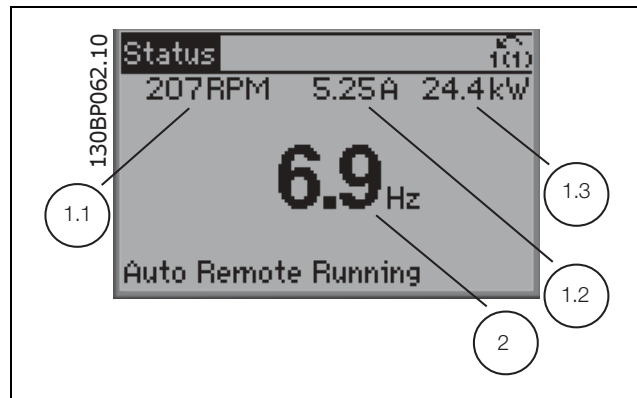 130BP062.10
Status
1(1)
207RPM 5.25A 24.4kW
1.1
6.9Hz
1.3
Auto Remote Running
1.2
2